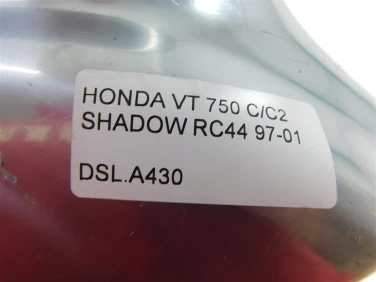 HONDA VT 750 C/C2
SHADOW RC44 97-01
DSL.A430